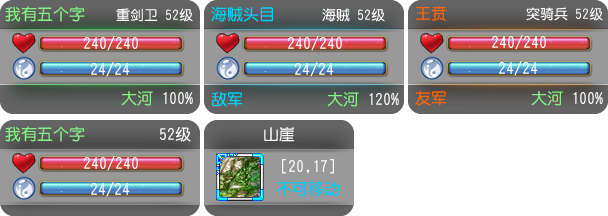 我有五个字 重剑卫 52级
240/240
24/24
大河 100%
海贼头目 海贼 52级
240/240
24/24
敌军 大河 120%
王贲 突骑兵 52级
240/240
24/24
友军 大河 100%
我有五个字 52级
240/240
24/24
山崖
[20,17]
不可移动